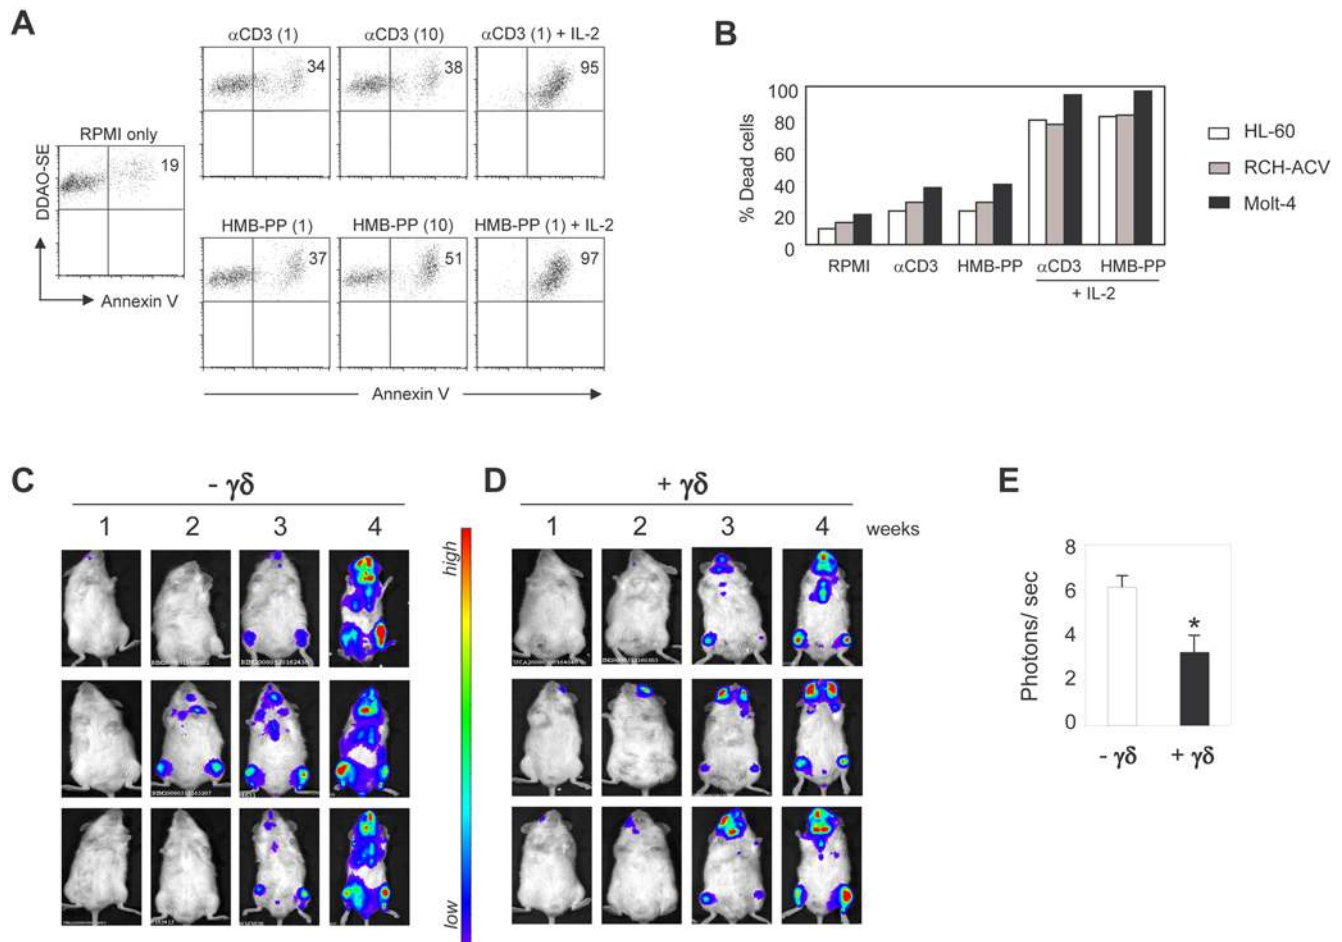 A
αCD3 (1) αCD3 (10) αCD3 (1) + IL-2
34 38 95
RPMI only
19
DDAO-SE
Annexin V
HMB-PP (1) HMB-PP (10) HMB-PP (1) + IL-2
37 51 97
Annexin V
B
100
80
60
40
20
0
% Dead cells
RPMI αCD3 HMB-PP αCD3 HMB-PP
+ IL-2
HL-60
RCH-ACV
Molt-4
C
- γδ
1 2 3 4
high
low
D
+ γδ
1 2 3 4 weeks
E
8
6
4
2
0
Photons/ sec
*
- γδ + γδ